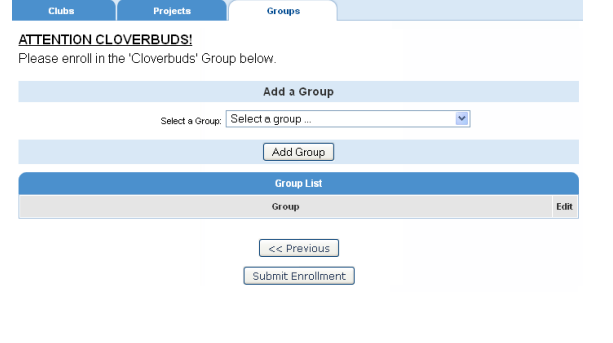 Clubs Projects Groups
ATTENTION CLOVERBUDS!
Please enroll in the 'Cloverbuds' Group below.
Add a Group
Select a Group: Select a group ...
Add Group
Group List
Group Edit
<< Previous
Submit Enrollment